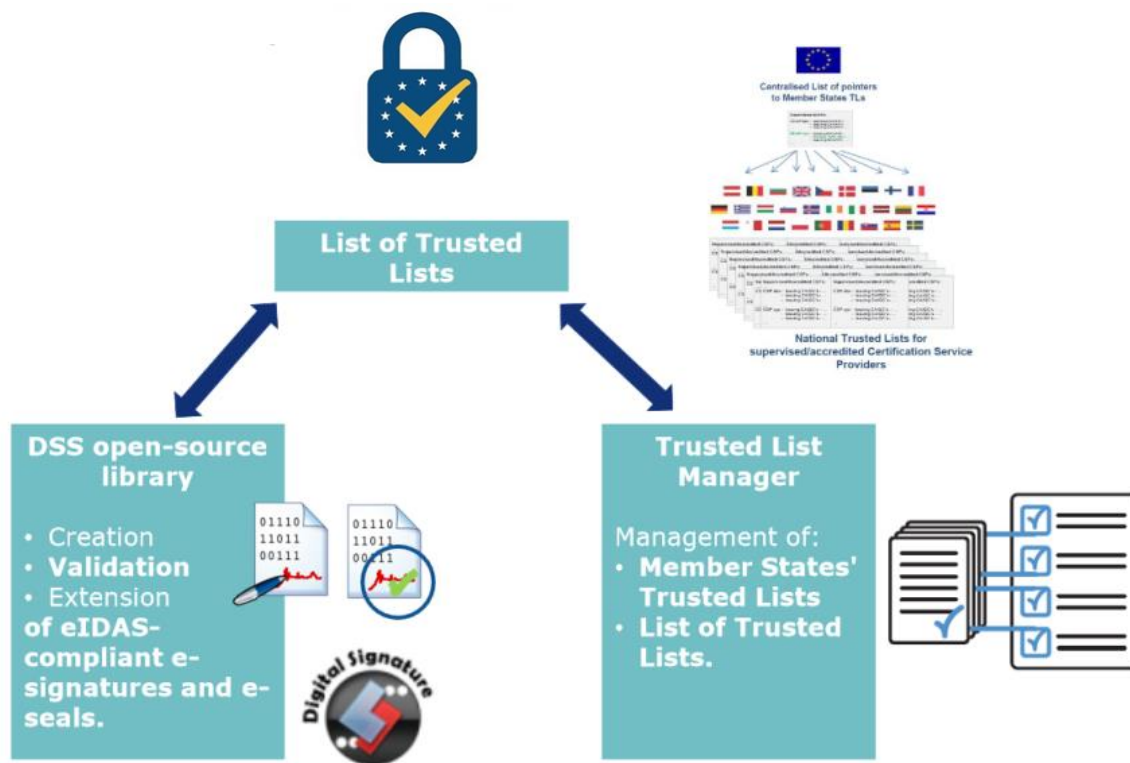 Centralised List of pointers
to Member States TLs
List of Trusted
Lists
National Trusted Lists for
supervised/accredited Certification Service
Providers
DSS open-source
library
• Creation
• Validation
• Extension
of eIDAS-
compliant e-
signatures and e-
seals.
01110
11011
00111
01110
11011
00111
Digital Signature
Trusted List
Manager
Management of:
• Member States'
Trusted Lists
• List of Trusted
Lists.